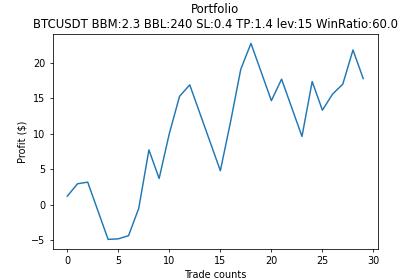 Portfolio
BTCUSDT BBM:2.3 BBL:240 SL:0.4 TP:1.4 lev:15 WinRatio:60.0
Profit ($)
20
15
10
5
0
−5
0 5 10 15 20 25 30
Trade counts